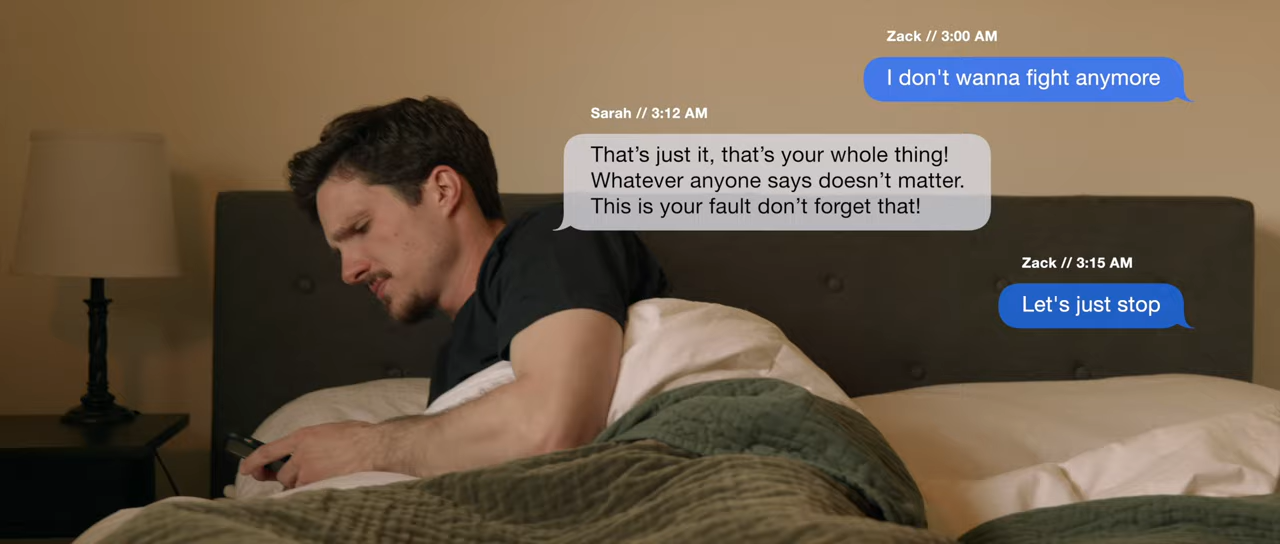 Zack // 3:00 AM
I don't wanna fight anymore
Sarah // 3:12 AM
That’s just it, that’s your whole thing!
Whatever anyone says doesn’t matter.
This is your fault don’t forget that!
Zack // 3:15 AM
Let's just stop